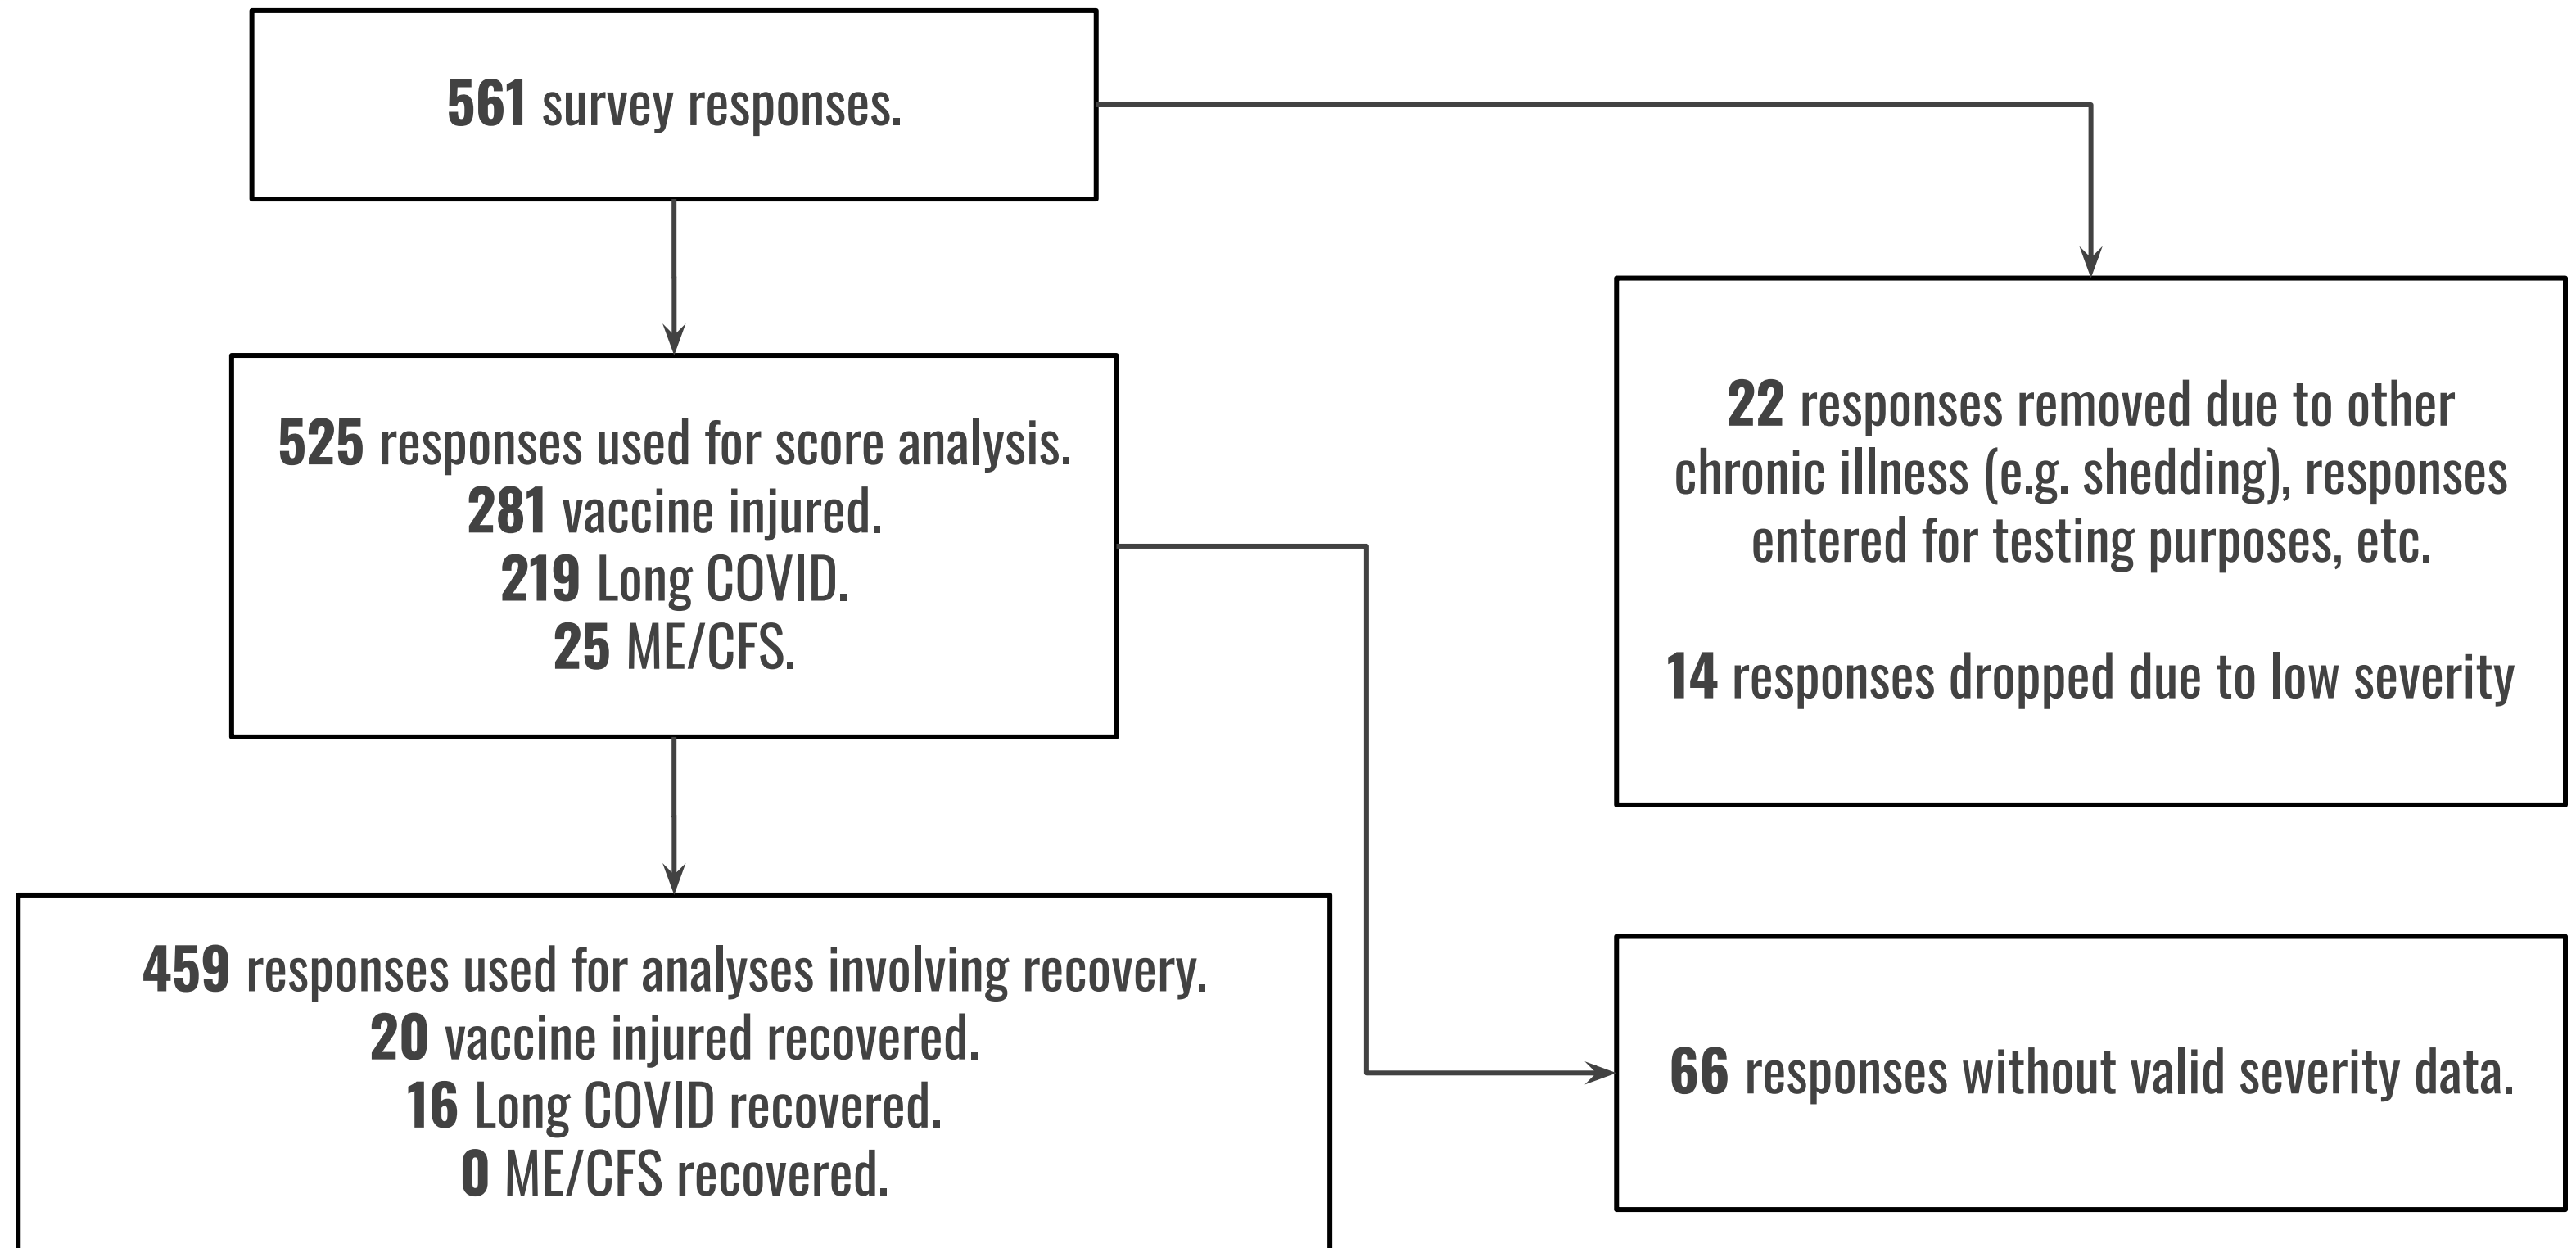 561 survey responses.
525 responses used for score analysis.
281 vaccine injured.
219 Long COVID.
25 ME/CFS.
22 responses removed due to other
chronic illness (e.g. shedding), responses
entered for testing purposes, etc.
14 responses dropped due to low severity
459 responses used for analyses involving recovery.
20 vaccine injured recovered.
16 Long COVID recovered.
0 ME/CFS recovered.
66 responses without valid severity data.